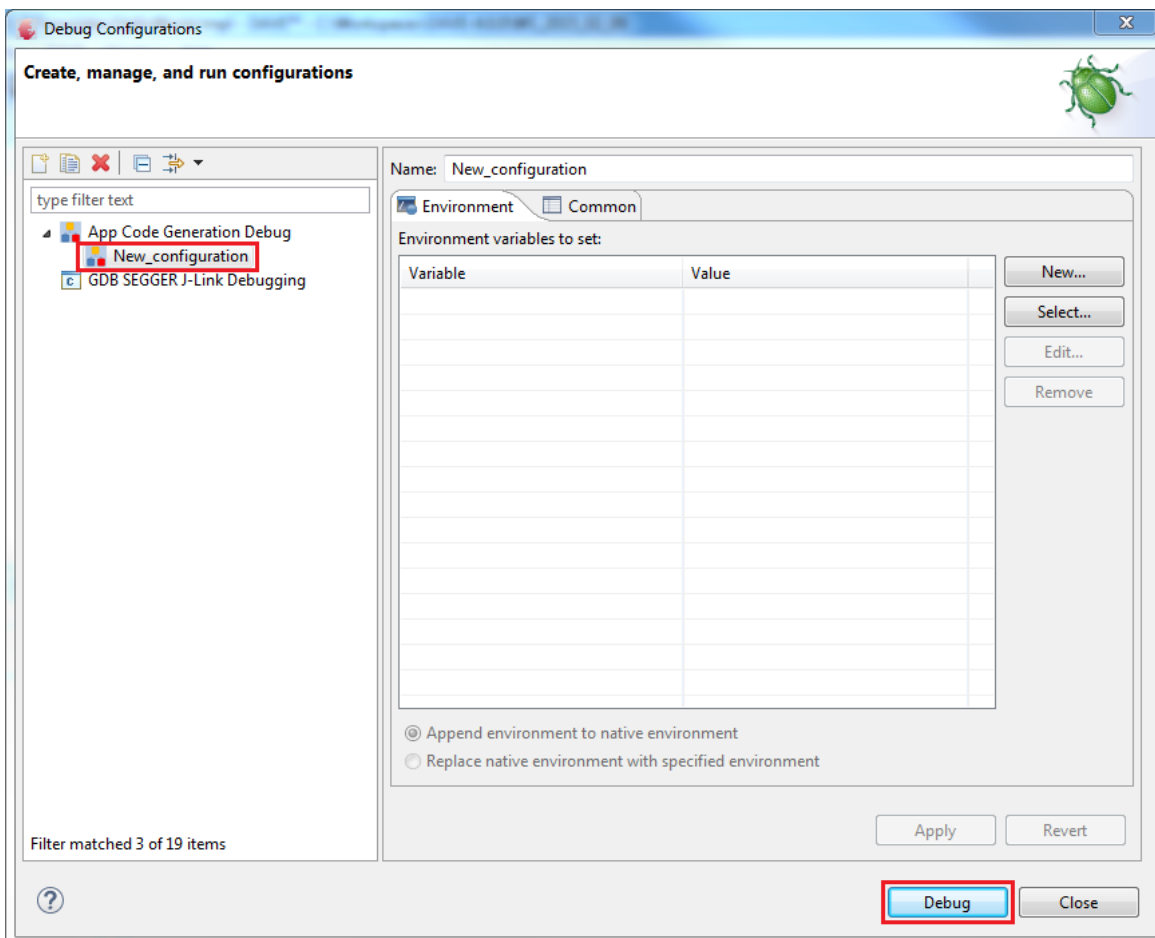 Debug Configurations
X
Create, manage, and run configurations
type filter text
App Code Generation Debug
New_configuration
c GDB SEGGER J-Link Debugging
Filter matched 3 of 19 items
Name: New_configuration
Environment Common
Environment variables to set:
Variable Value
New...
Select...
Edit...
Remove
Append environment to native environment
Replace native environment with specified environment
Apply Revert
? Debug Close